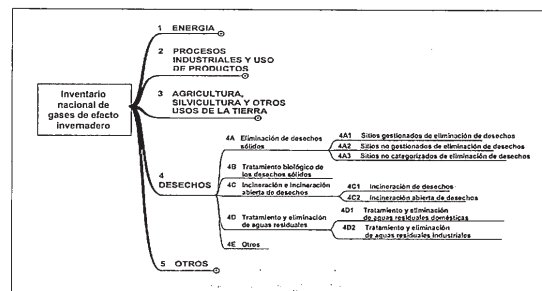 1 ENERGIA
2 PROCESOS
INDUSTRIALES Y USO
DE PRODUCTOS
3 AGRICULTURA,
SILVICULTURA Y OTROS
USOS DE LA TIERRA
Inventario
nacional de
gases de efecto
invernadero
4
DESECHOS
4A Eliminación de desechos
sólidos
4A1 Sitios gestionados de eliminación de desechos
4A2 Sitios no gestionados de eliminación de desechos
4A3 Sitios no categorizados de eliminación de desechos
4B Tratamiento biológico de
los desechos sólidos
4C Incineración e incineración
abierta de desechos
4C1 Incineración de desechos
4C2 Incineración abierta de desechos
4D Tratamiento y eliminación
de aguas residuales
4D1 Tratamiento y eliminación
de aguas residuales domésticas
4D2 Tratamiento y eliminación
de aguas residuales industriales
4E Otros
5 OTROS